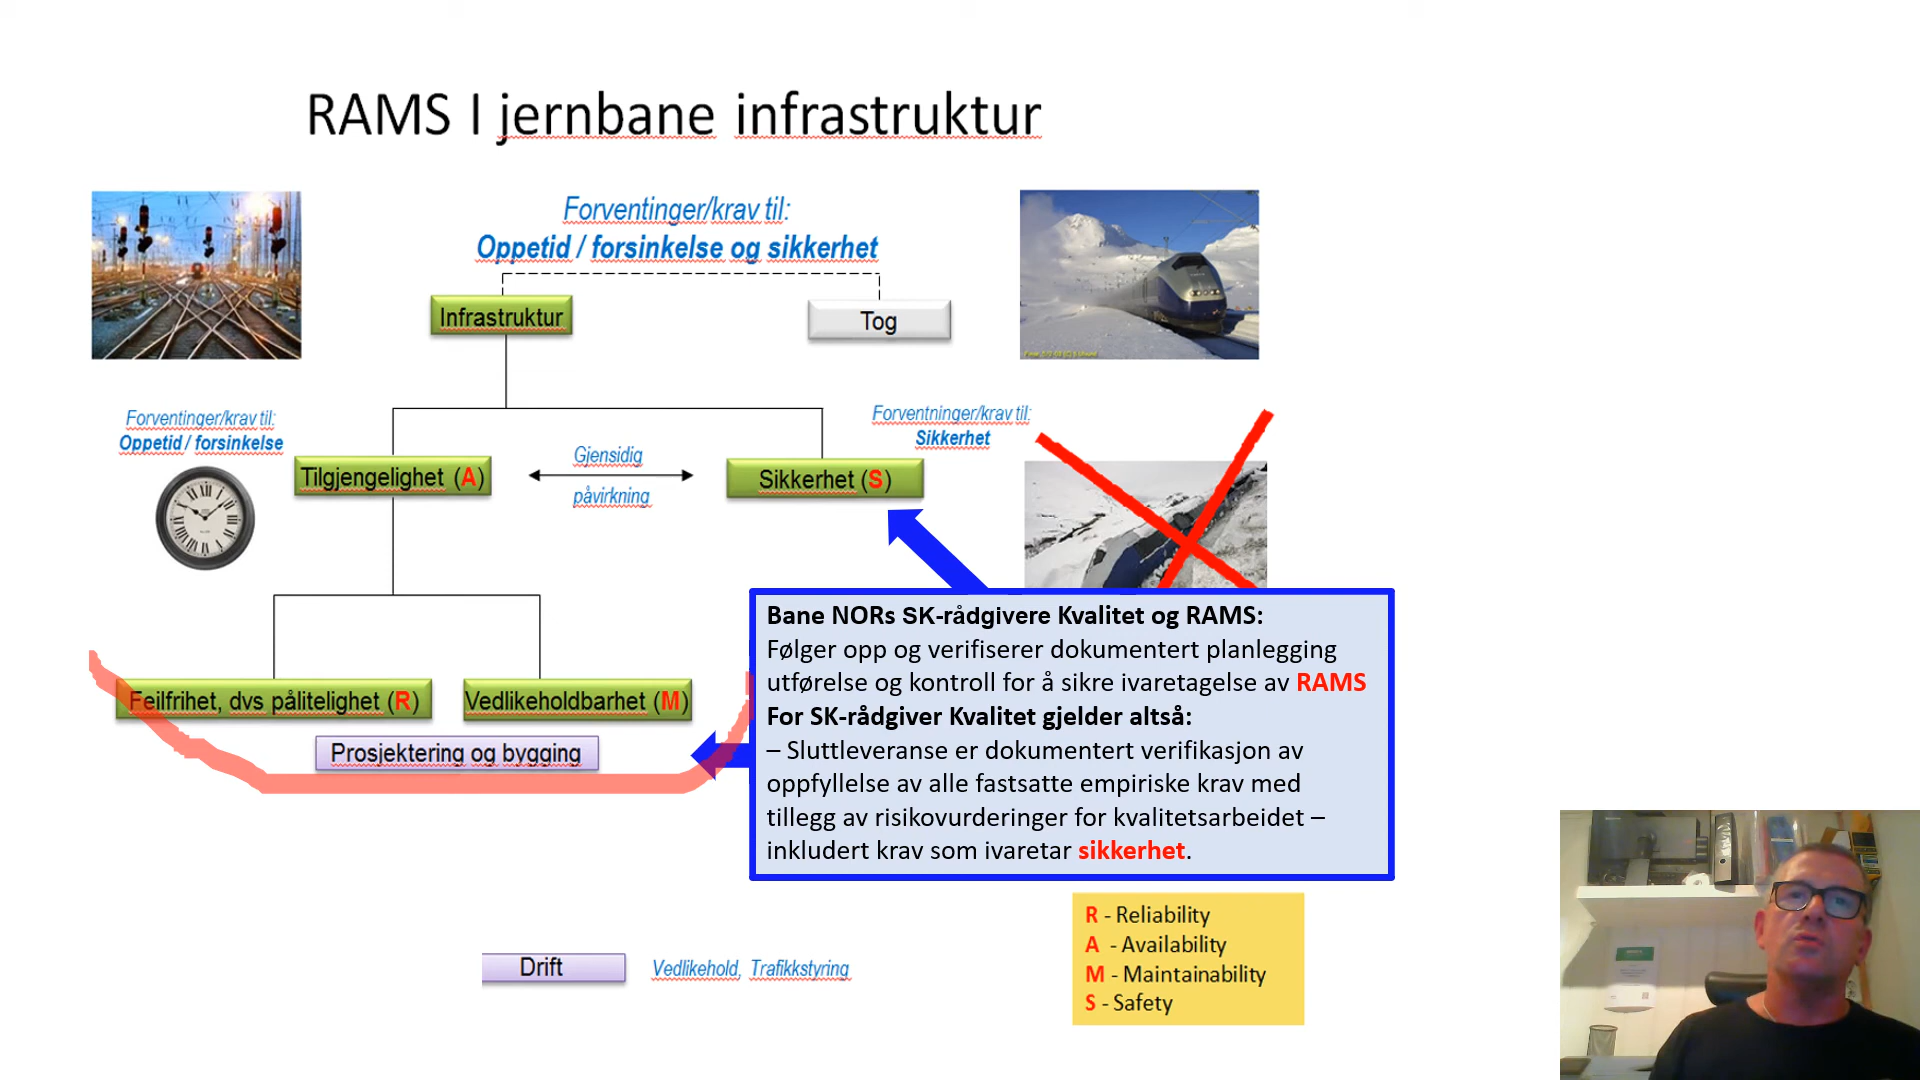 RAMS I jernbane infrastruktur
Forventinger/krav til:
Oppetid / forsinkelse og sikkerhet
Infrastruktur
Tog
Forventinger/krav til:
Oppetid / forsinkelse
Forventninger/krav til:
Sikkerhet
Tilgjengelighet (A)
Gjensidig
påvirkning
Sikkerhet (S)
Feilfrihet, dvs pålitelighet (R)
Vedlikeholdbarhet (M)
Prosjektering og bygging
Bane NORs SK-rådgivere Kvalitet og RAMS:
Følger opp og verifiserer dokumentert planlegging
utførelse og kontroll for å sikre ivaretagelse av RAMS
For SK-rådgiver Kvalitet gjelder altså:
– Sluttleveranse er dokumentert verifikasjon av
oppfyllelse av alle fastsatte empiriske krav med
tillegg av risikovurderinger for kvalitetsarbeidet –
inkludert krav som ivaretar sikkerhet.
Drift
Vedlikehold, Trafikkstyring
R - Reliability
A - Availability
M - Maintainability
S - Safety